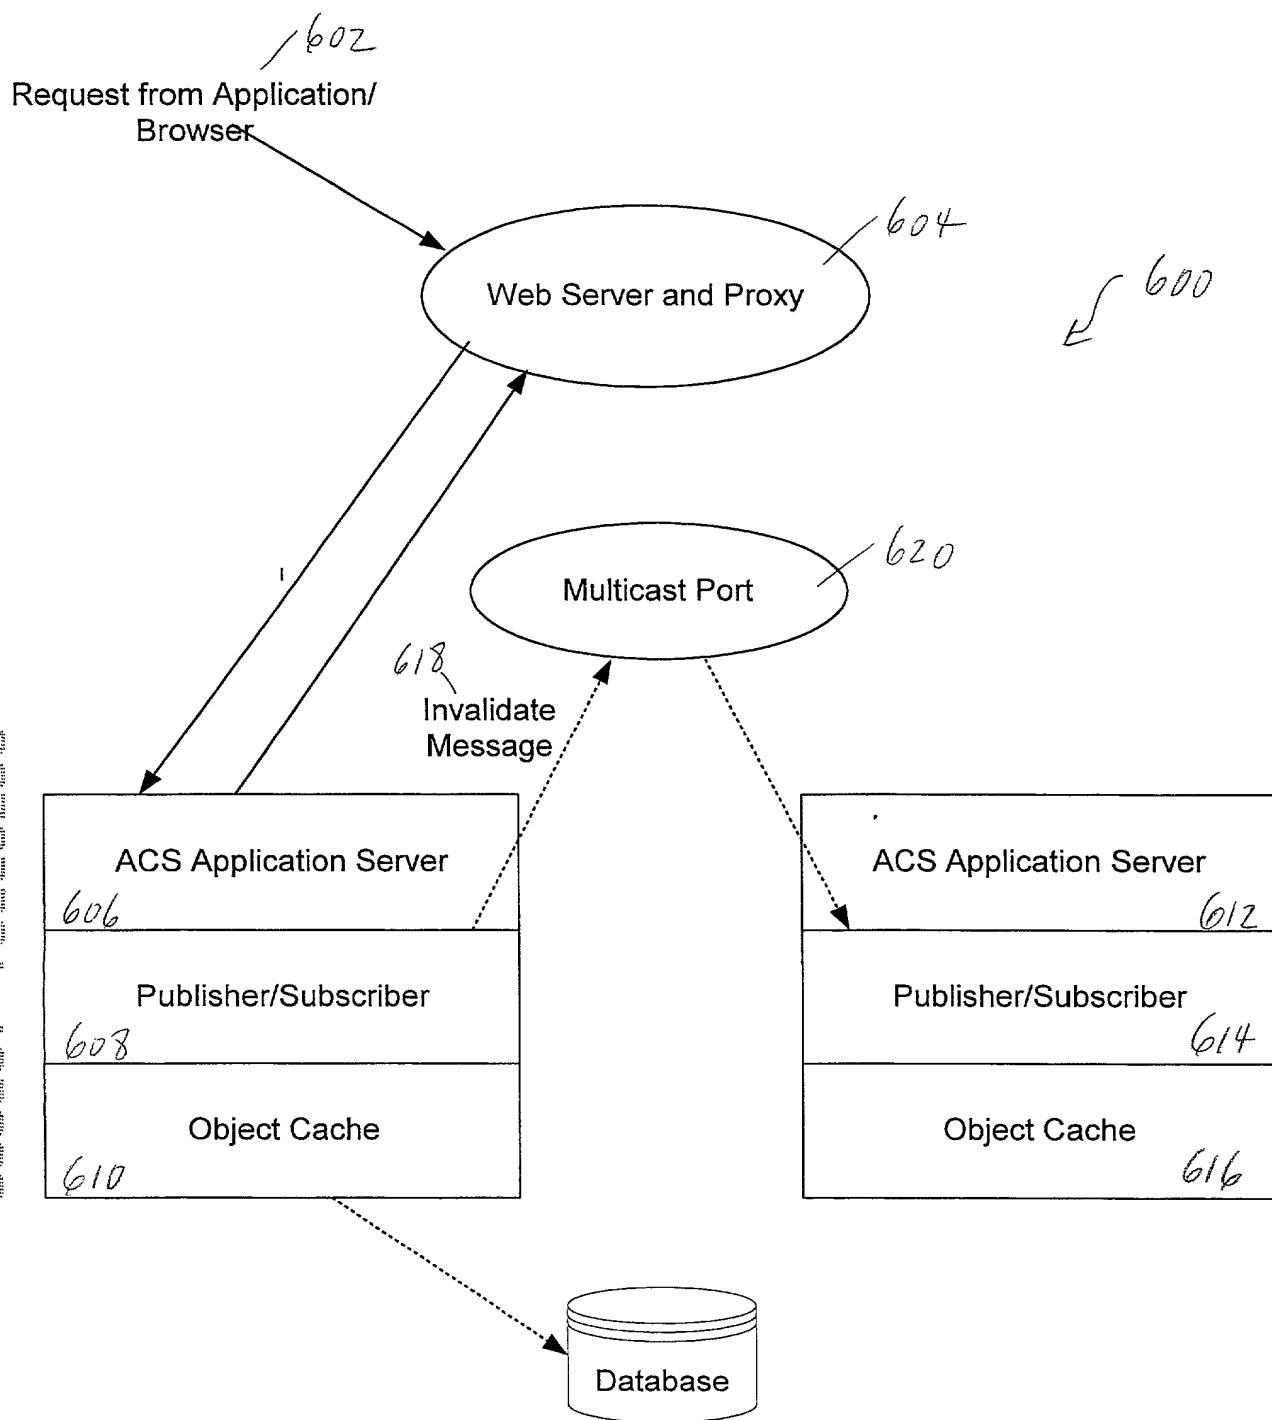 602
Request from Application/
Browser
604
Web Server and Proxy
600
620
Multicast Port
618
Invalidate
Message
ACS Application Server
606
ACS Application Server
612
Publisher/Subscriber
608
Publisher/Subscriber
614
Object Cache
610
Object Cache
616
Database